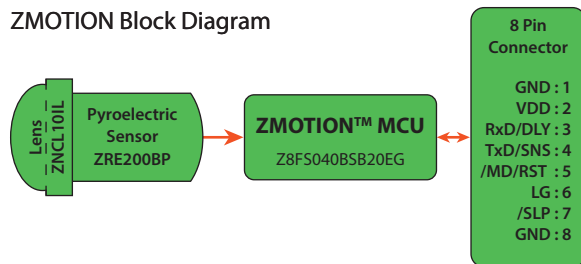 ZMOTION Block Diagram
Lens
ZNCL10IL
Pyroelectric
Sensor
ZRE200BP
ZMOTION™ MCU
Z8FS040BSB20EG
8 Pin
Connector
GND : 1
VDD : 2
RxD/DLY : 3
TxD/SNS : 4
/MD/RST : 5
LG : 6
/SLP : 7
GND : 8